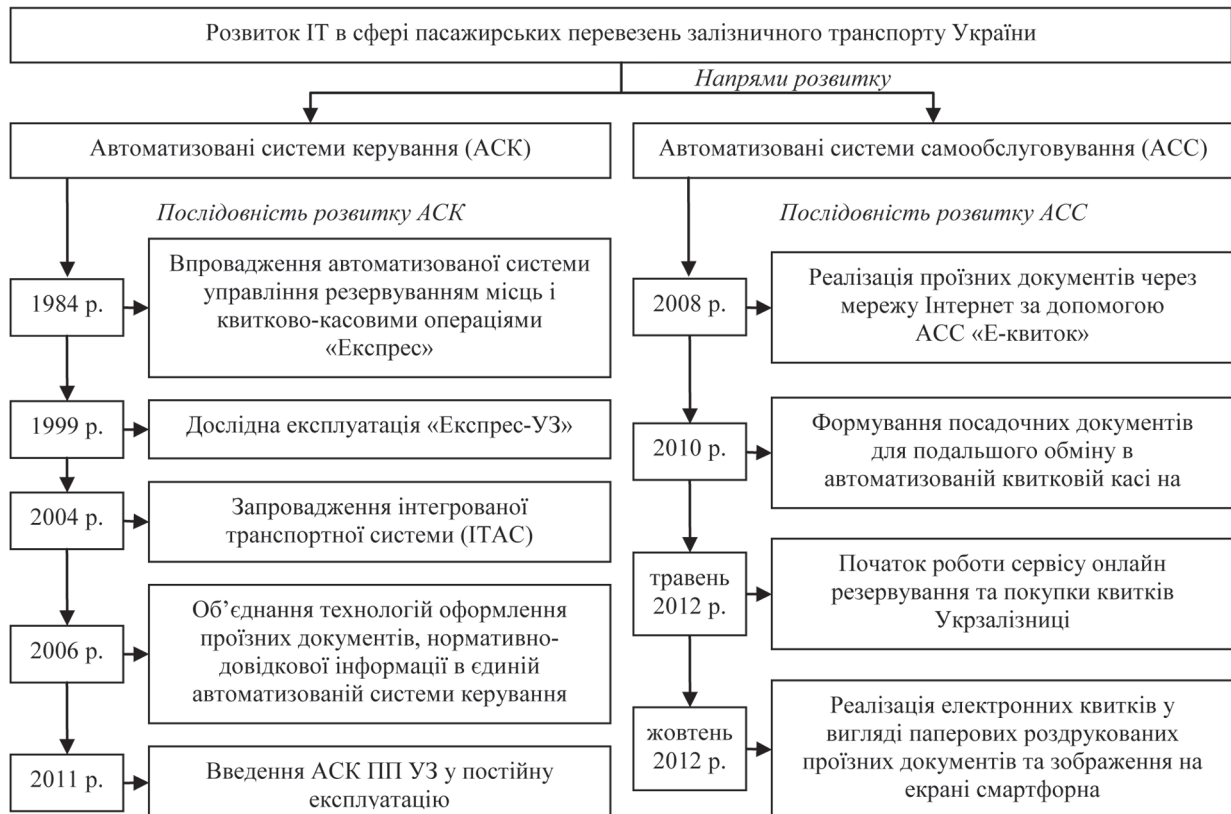 Розвиток ІТ в сфері пасажирських перевезень залізничного транспорту України
Напрями розвитку
Автоматизовані системи керування (АСК)
Послідовність розвитку АСК
1984 р.
Впровадження автоматизованої системи
управління резервуванням місць і
квитково-касовими операціями
«Експрес»
1999 р.
Дослідна експлуатація «Експрес-УЗ»
2004 р.
Запровадження інтегрованої
транспортної системи (ІТАС)
2006 р.
Об’єднання технологій оформлення
проїзних документів, нормативно-
довідкової інформації в єдиній
автоматизованій системи керування
2011 р.
Введення АСК ПП УЗ у постійну
експлуатацію
Автоматизовані системи самообслуговування (АСС)
Послідовність розвитку АСС
2008 р.
Реалізація проїзних документів через
мережу Інтернет за допомогою
АСС «Е-квиток»
2010 р.
Формування посадочних документів
для подальшого обміну в
автоматизованій квитковій касі на
травень
2012 р.
Початок роботи сервісу онлайн
резервування та покупки квитків
Укрзалізниці
жовтень
2012 р.
Реалізація електронних квитків у
вигляді паперових роздрукованих
проїзних документів та зображення на
екрані смартфорна